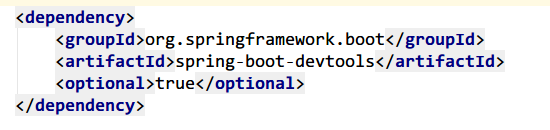 <dependency>
    <groupId>org.springframework.boot</groupId>
    <artifactId>spring-boot-devtools</artifactId>
    <optional>true</optional>
</dependency>